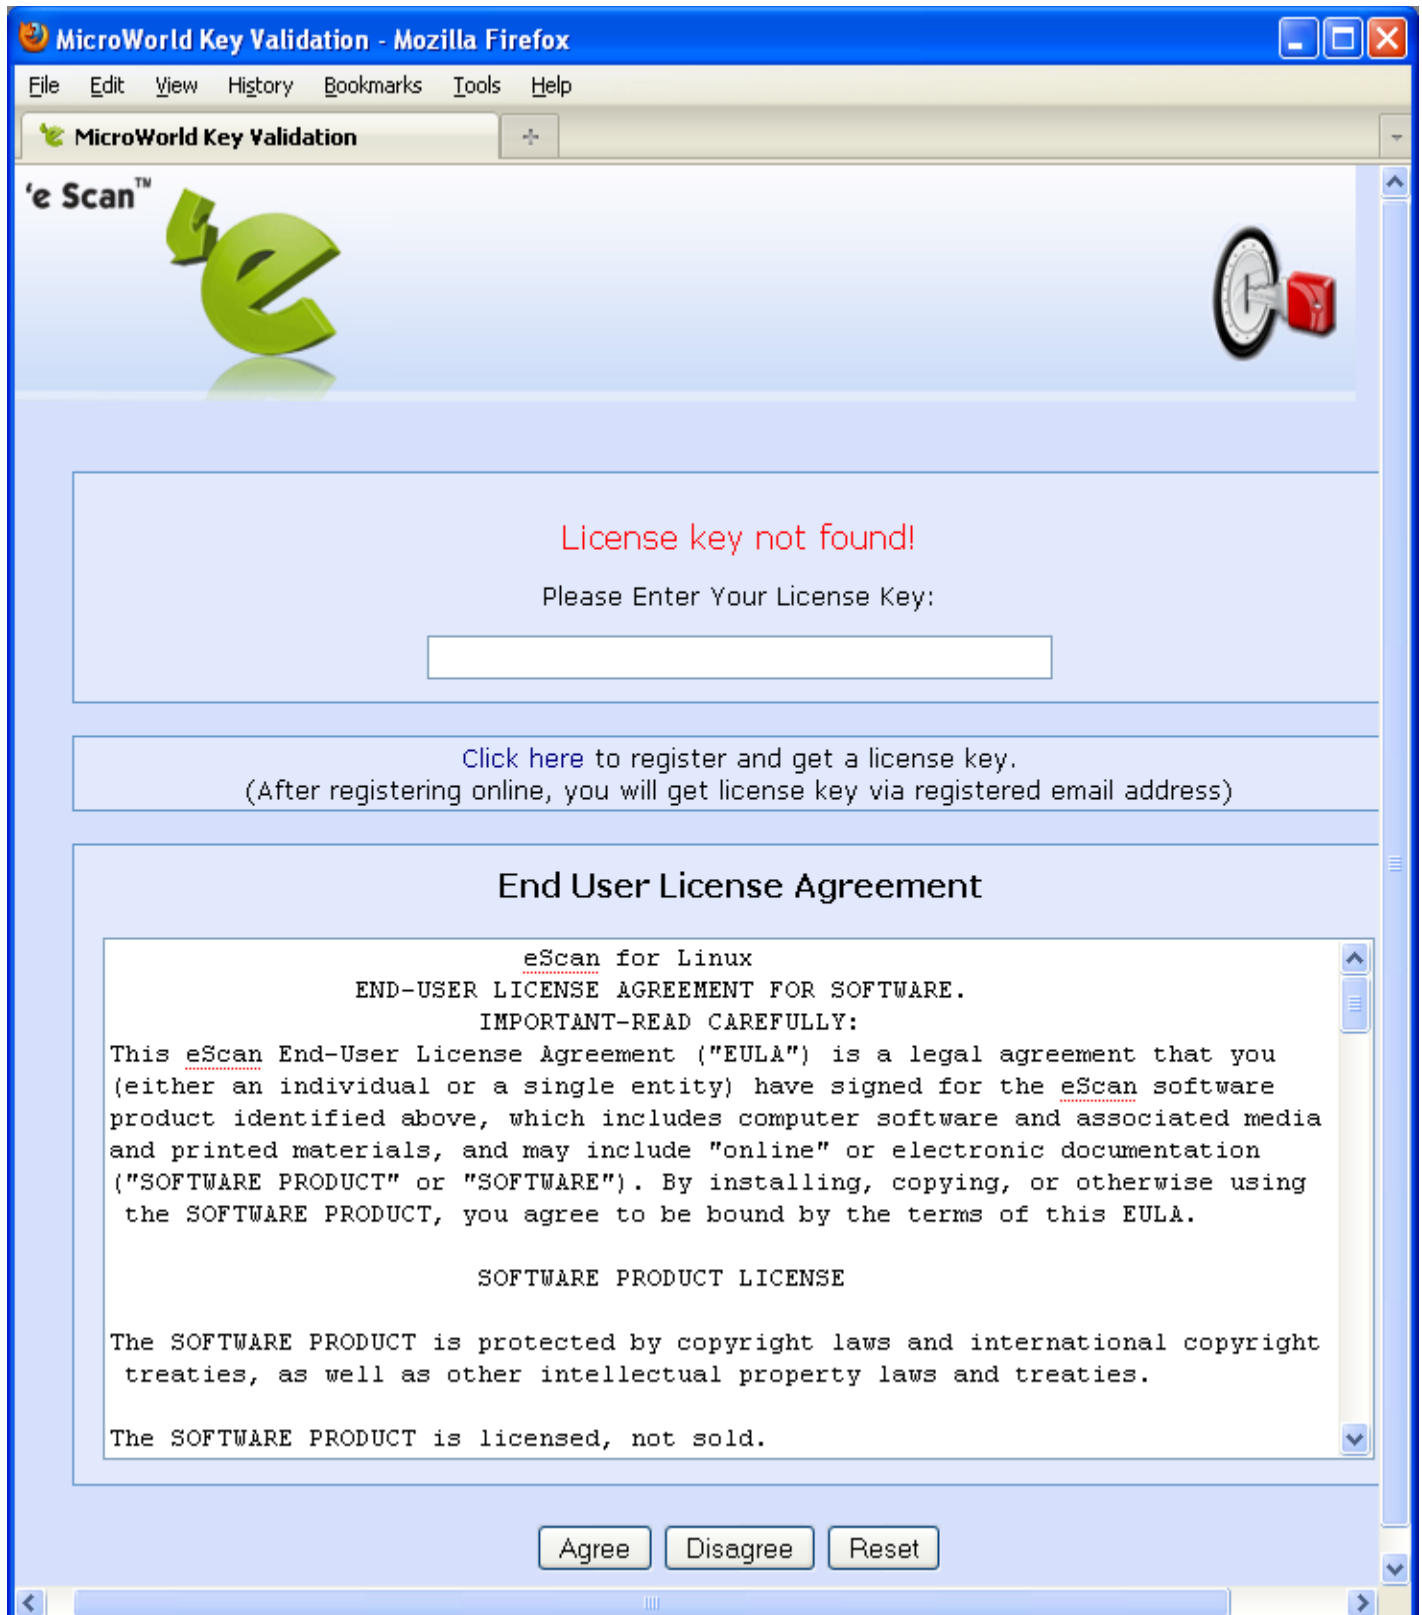 MicroWorld Key Validation - Mozilla Firefox
File Edit View History Bookmarks Tools Help
MicroWorld Key Validation
'e Scan™
License key not found!
Please Enter Your License Key:
Click here to register and get a license key.
(After registering online, you will get license key via registered email address)
End User License Agreement
eScan for Linux
END-USER LICENSE AGREEMENT FOR SOFTWARE.
IMPORTANT-READ CAREFULLY:
This eScan End-User License Agreement ("EULA") is a legal agreement that you
(either an individual or a single entity) have signed for the eScan software
product identified above, which includes computer software and associated media
and printed materials, and may include "online" or electronic documentation
("SOFTWARE PRODUCT" or "SOFTWARE"). By installing, copying, or otherwise using
the SOFTWARE PRODUCT, you agree to be bound by the terms of this EULA.
SOFTWARE PRODUCT LICENSE
The SOFTWARE PRODUCT is protected by copyright laws and international copyright
treaties, as well as other intellectual property laws and treaties.
The SOFTWARE PRODUCT is licensed, not sold.
Agree Disagree Reset